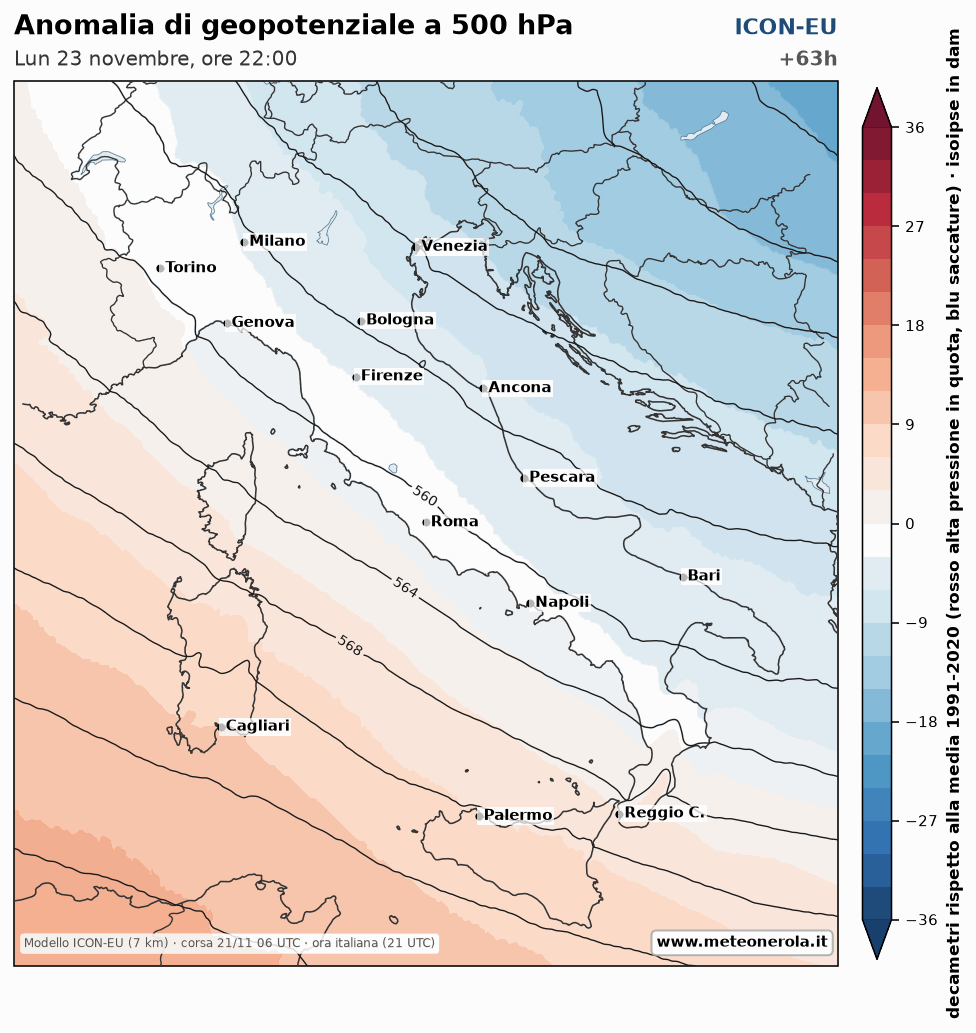 Anomalia di geopotenziale a 500 hPa
ICON-EU
Lun 23 novembre, ore 22:00
+63h
Milano
Venezia
Torino
Genova
Bologna
Firenze
Ancona
Pescara
560
Roma
Bari
564
Napoli
568
Cagliari
Palermo
Reggio C.
Modello ICON-EU (7 km) · corsa 21/11 06 UTC · ora italiana (21 UTC)
www.meteonerola.it
36
27
18
9
0
−9
−18
−27
−36
decametri rispetto alla media 1991-2020 (rosso alta pressione in quota, blu saccature) · isoipse in dam